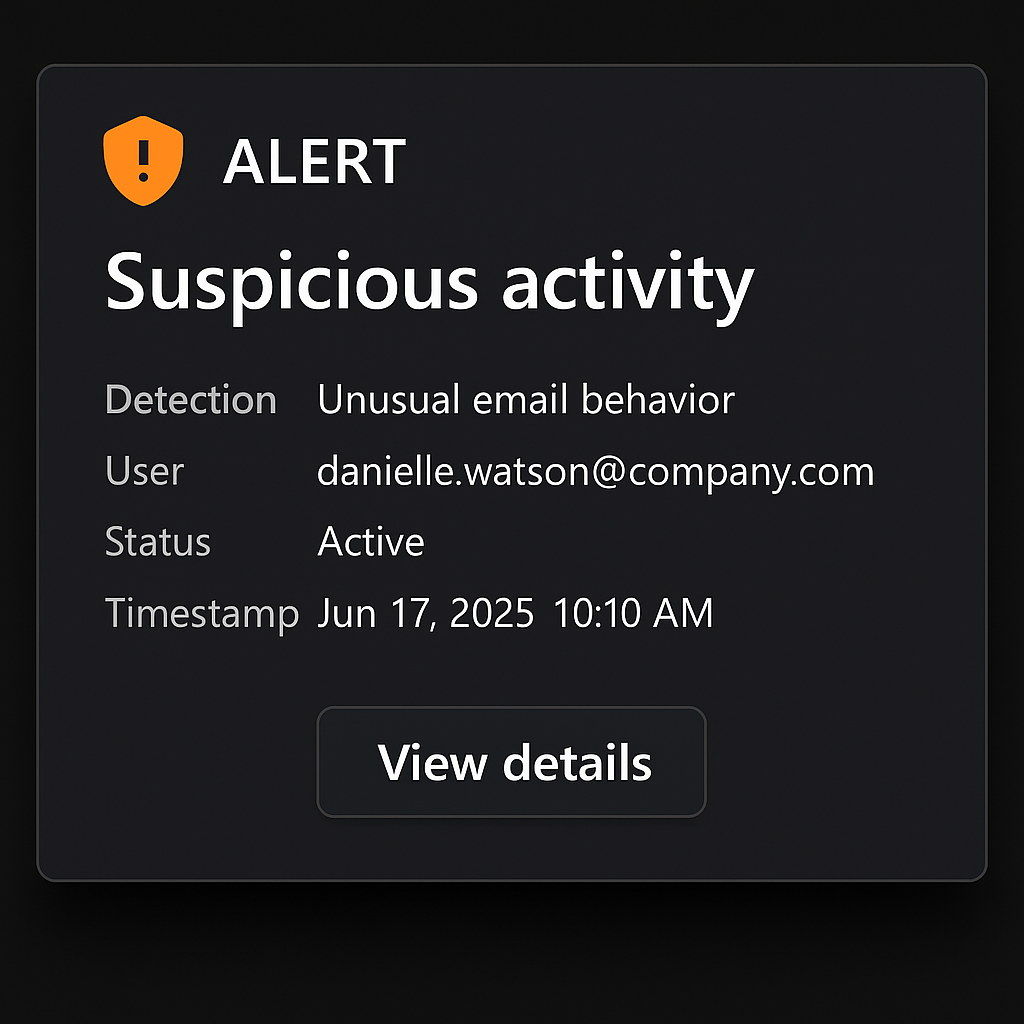 ALERT
Suspicious activity
Detection Unusual email behavior
User danielle.watson@company.com
Status Active
Timestamp Jun 17, 2025 10:10 AM
View details